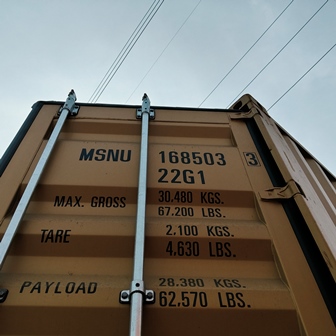 MSNU 168503 3
22G1
MAX. GROSS 30.480 KGS.
67.200 LBS.
TARE 2.100 KGS.
4,630 LBS.
PAYLOAD 28.380 KGS.
62,570 LBS.